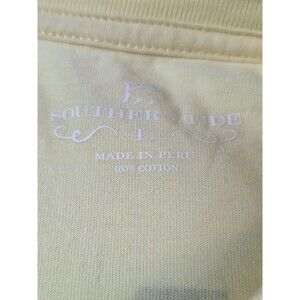 SOUTHERN TIDE
L
MADE IN PERU
100% COTTON